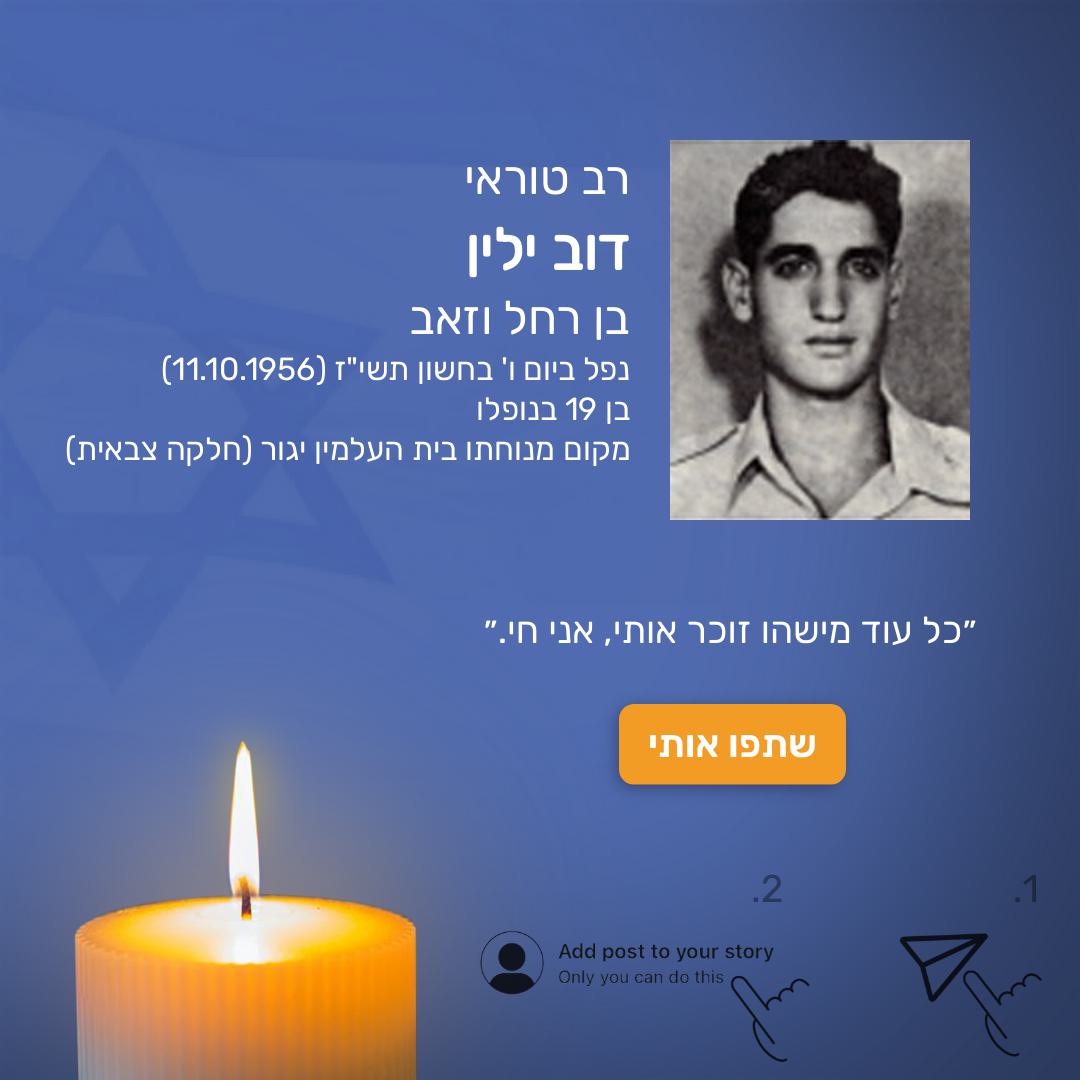 רב טוראי
דוב ילין
בן רחל וזאב
נפל ביום ו' בחשון תשי"ז (11.10.1956)
בן 19 בנופלו
מקום מנוחתו בית העלמין יגור (חלקה צבאית)
״כל עוד מישהו זוכר אותי, אני חי.״
שתפו אותי
.1
.2
Add post to your story
Only you can do this